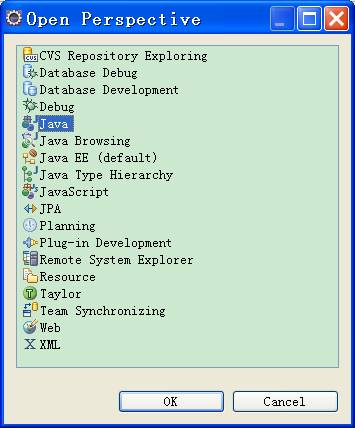 Open Perspective
CVS Repository Exploring
Database Debug
Database Development
Debug
Java
Java Browsing
Java EE (default)
Java Type Hierarchy
JavaScript
JPA
Planning
Plug-in Development
Remote System Explorer
Resource
Taylor
Team Synchronizing
Web
XML
OK
Cancel